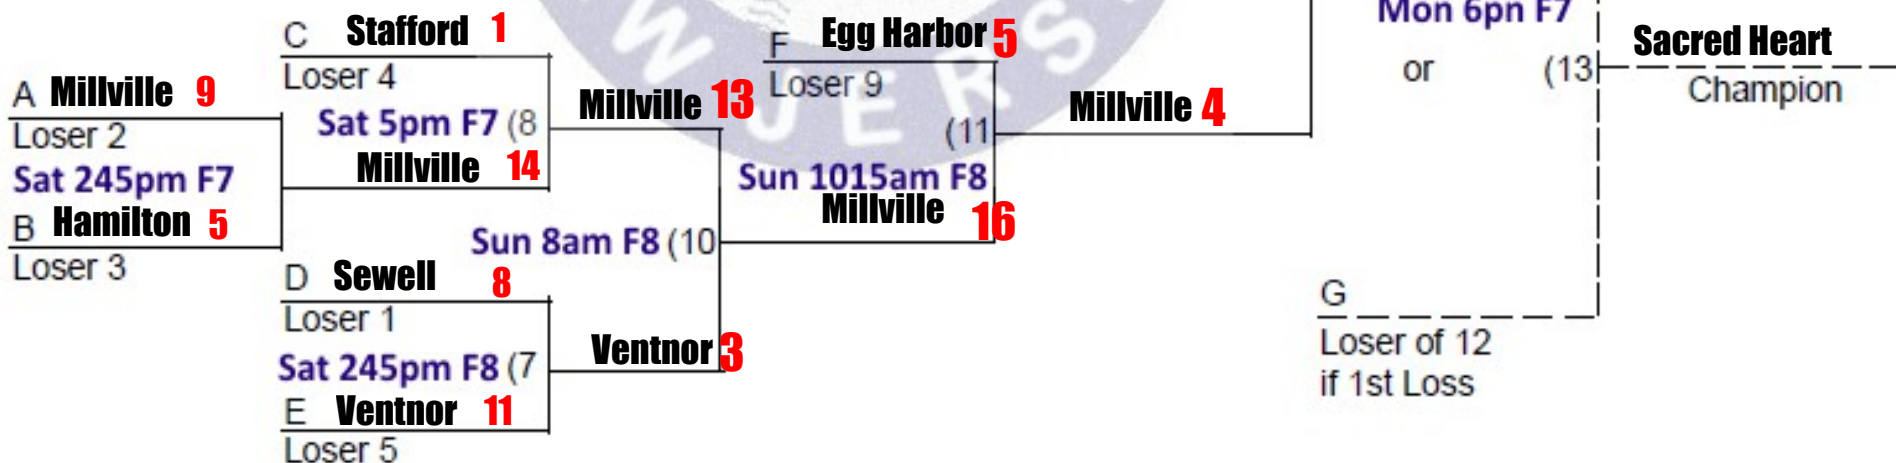 Mon 6pn F7
C Stafford 1
Loser 4
F Egg Harbor 5
Loser 9
Sacred Heart
or (13
Champion
A Millville 9
Loser 2
Sat 5pm F7 (8
Millville 13
Millville 4
(11
Sat 245pm F7
Millville 14
Sun 1015am F8
Millville 16
B Hamilton 5
Loser 3
Sun 8am F8 (10
D Sewell 8
Loser 1
G
Loser of 12
if 1st Loss
Sat 245pm F8 (7
Ventnor 3
E Ventnor 11
Loser 5
W JERS